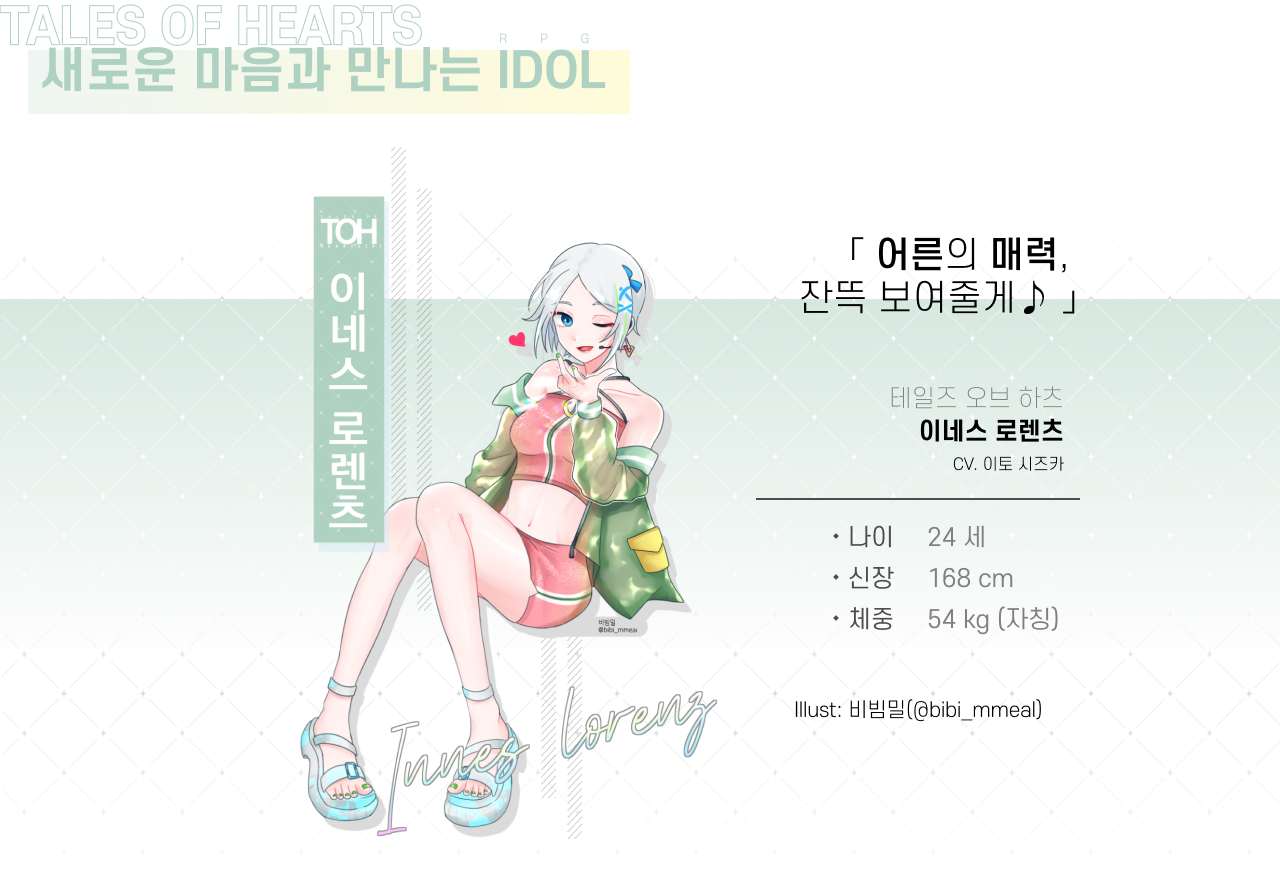 TALES OF HEARTS
RPG
새로운 마음과 만나는 IDOL
TOH
이네스 로렌츠
「 어른의 매력,
잔뜩 보여줄게♪ 」
테일즈 오브 하츠
이네스 로렌츠
CV. 이토 시즈카
• 나이 24 세
• 신장 168 cm
• 체중 54 kg (자칭)
비빔밀
@bibi_mmeal
Innes Lorenz
Illust: 비빔밀(@bibi_mmeal)